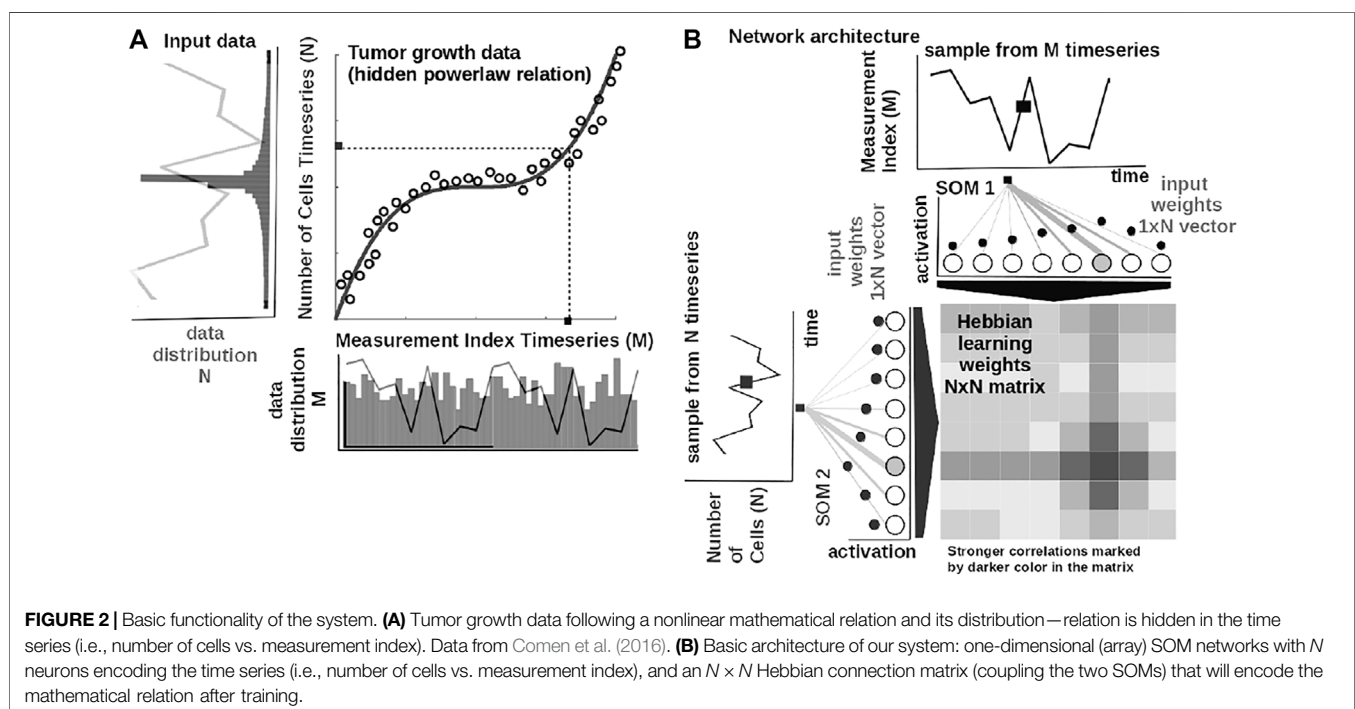 A
Input data
data
distribution
N
Number of Cells Timeseries (N)
Tumor growth data
(hidden powerlaw relation)
Measurement Index Timeseries (M)
data
distribution
M
B
Network architecture
sample from M timeseries
Measurement
Index (M)
time
SOM 1
input
weights
1xN vector
activation
input
weights
1xN vector
time
sample from N timeseries
Number
of
Cells (N)
SOM 2
activation
Hebbian
learning
weights
NxN matrix
Stronger correlations marked
by darker color in the matrix
FIGURE 2 | Basic functionality of the system. (A) Tumor growth data following a nonlinear mathematical relation and its distribution—relation is hidden in the time
series (i.e., number of cells vs. measurement index). Data from Comen et al. (2016). (B) Basic architecture of our system: one-dimensional (array) SOM networks with N
neurons encoding the time series (i.e., number of cells vs. measurement index), and an N × N Hebbian connection matrix (coupling the two SOMs) that will encode the
mathematical relation after training.